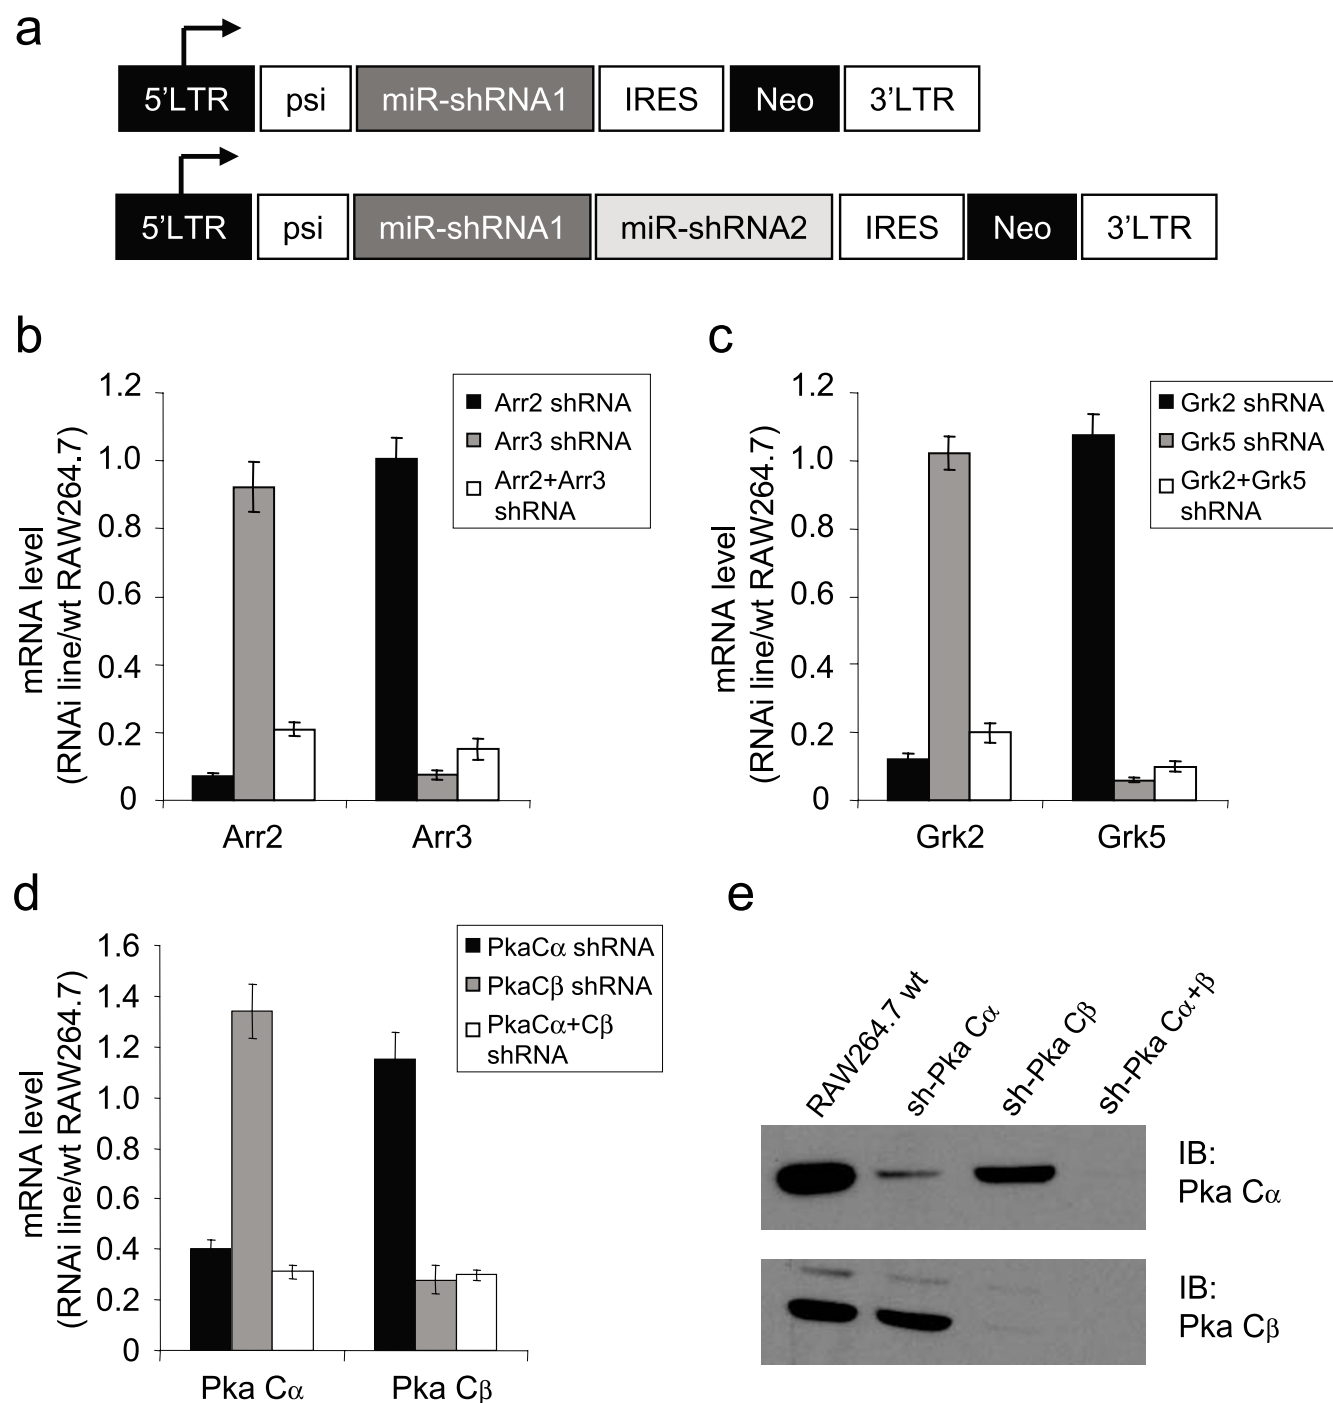 a
5'LTR psi miR-shRNA1 IRES Neo 3'LTR
5'LTR psi miR-shRNA1 miR-shRNA2 IRES Neo 3'LTR
b
mRNA level
(RNAi line/wt RAW264.7)
1.2
1.0
0.8
0.6
0.4
0.2
0
Arr2 shRNA
Arr3 shRNA
Arr2+Arr3
shRNA
Arr2 Arr3
c
mRNA level
(RNAi line/wt RAW264.7)
1.2
1.0
0.8
0.6
0.4
0.2
0
Grk2 shRNA
Grk5 shRNA
Grk2+Grk5
shRNA
Grk2 Grk5
d
mRNA level
(RNAi line/wt RAW264.7)
1.6
1.4
1.2
1.0
0.8
0.6
0.4
0.2
0
PkaCα shRNA
PkaCβ shRNA
PkaCα+Cβ
shRNA
Pka Cα Pka Cβ
e
RAW264.7 wt
sh-Pka Cα
sh-Pka Cβ
sh-Pka Cα+β
IB:
Pka Cα
IB:
Pka Cβ